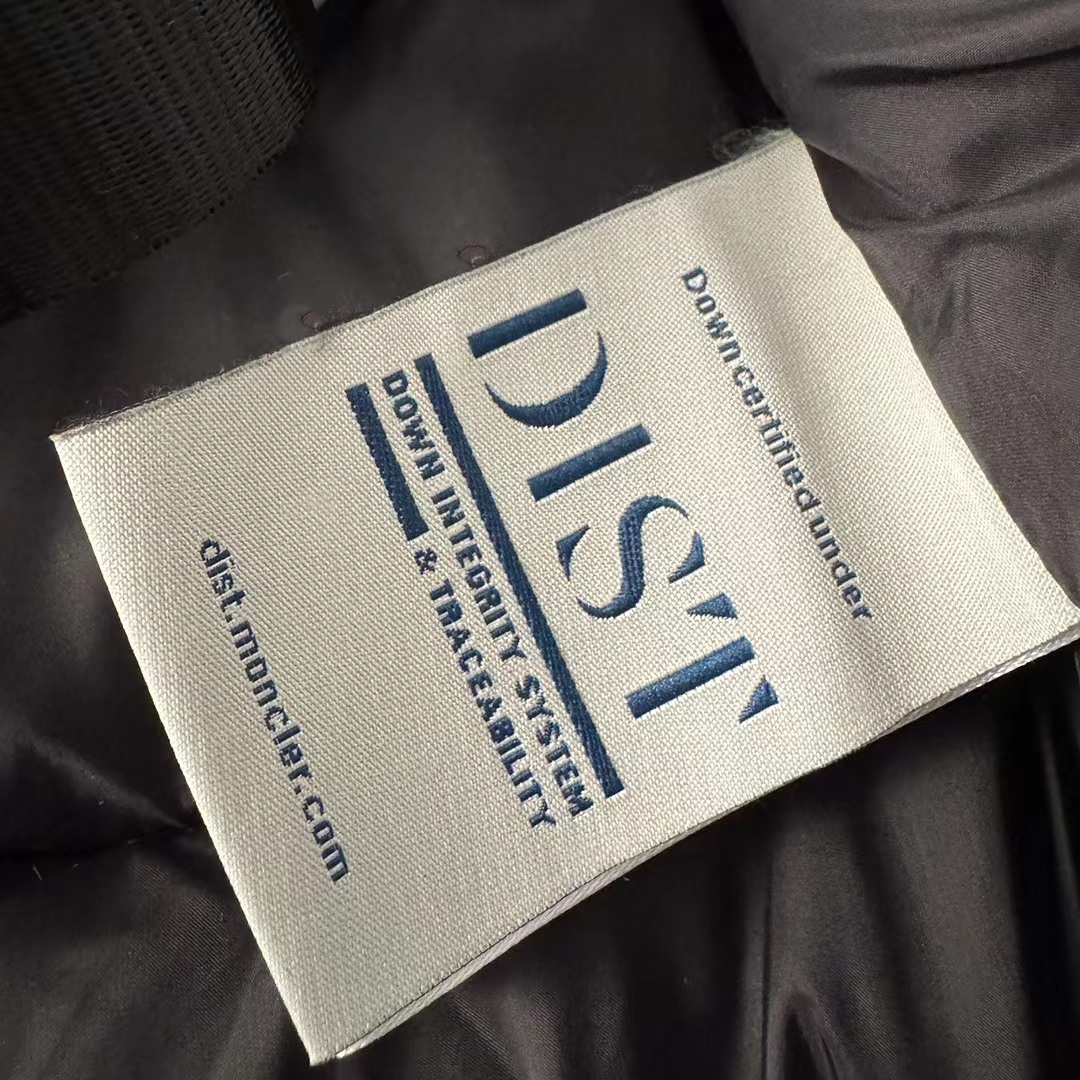 Down certified under
DIST
DOWN INTEGRITY SYSTEM
& TRACEABILITY
dist.moncler.com